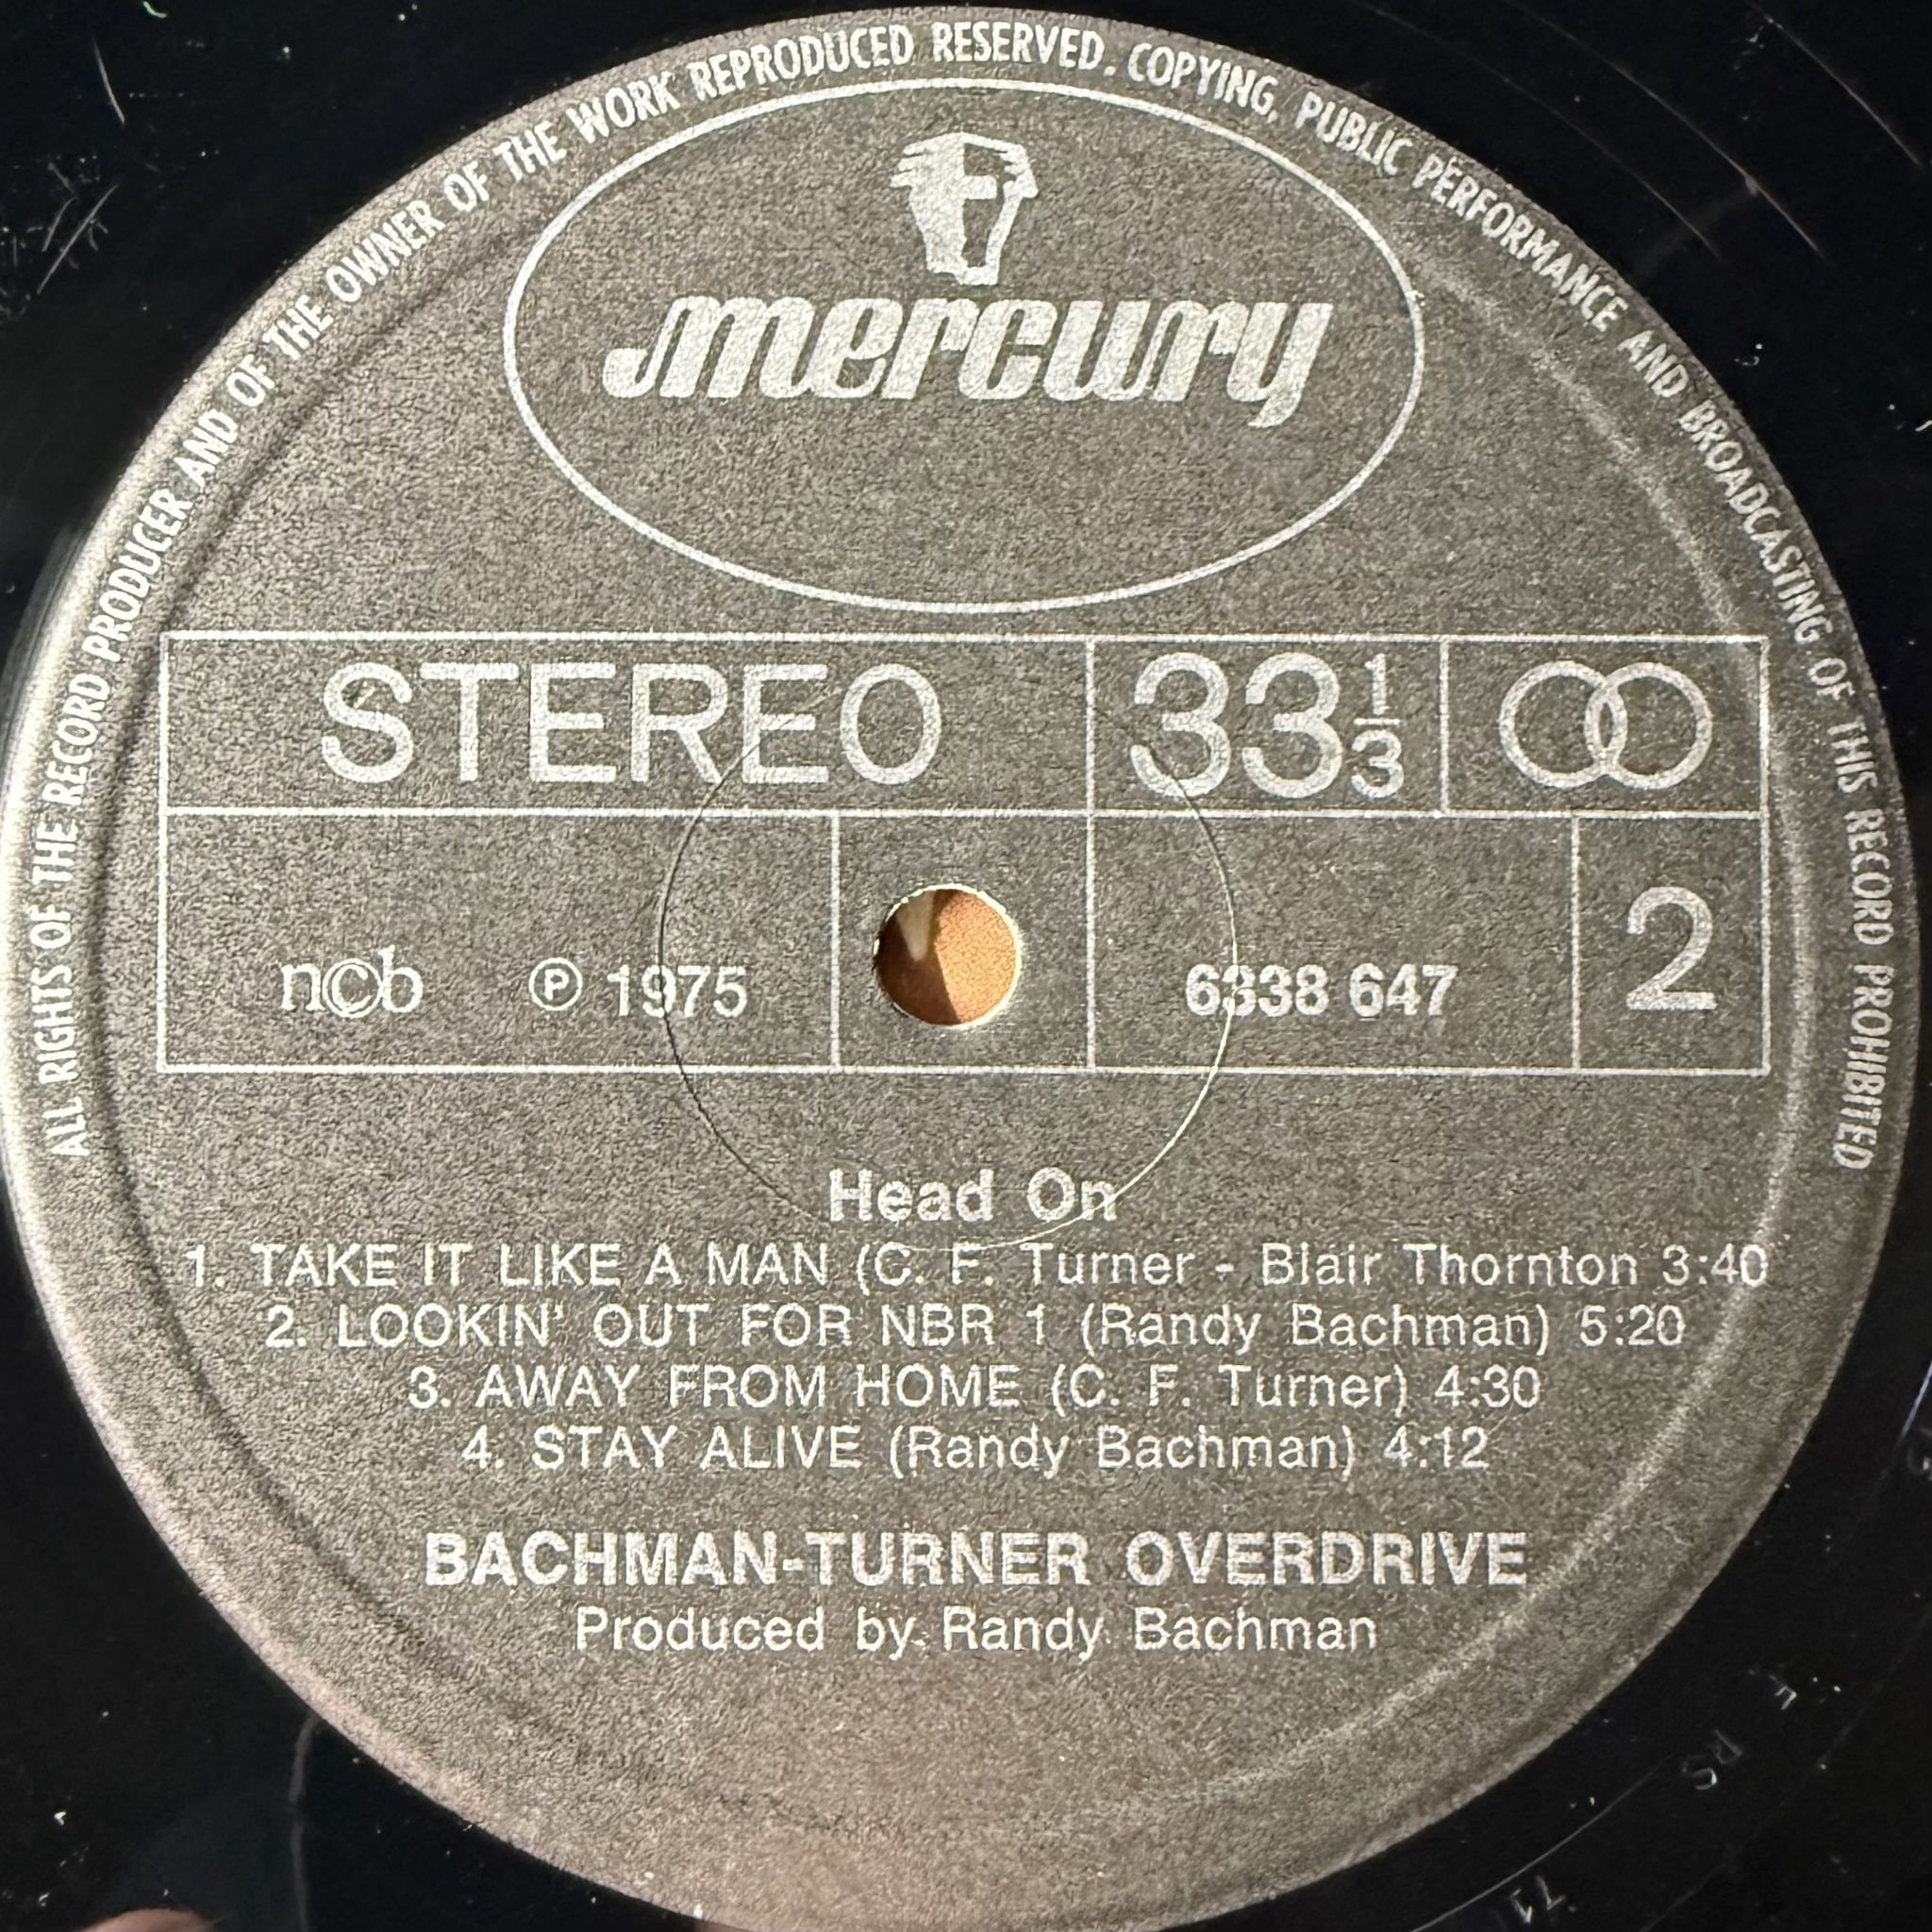 ALL RIGHTS OF THE RECORD PRODUCER AND OF THE OWNER OF THE WORK REPRODUCED RESERVED. COPYING, PUBLIC PERFORMANCE AND BROADCASTING OF THIS RECORD PROHIBITED
mercury
STEREO 33 1/3
ncb ℗ 1975 6338 647 2
Head On
1. TAKE IT LIKE A MAN (C. F. Turner - Blair Thornton 3:40
2. LOOKIN' OUT FOR NBR 1 (Randy Bachman) 5:20
3. AWAY FROM HOME (C. F. Turner) 4:30
4. STAY ALIVE (Randy Bachman) 4:12
BACHMAN-TURNER OVERDRIVE
Produced by Randy Bachman